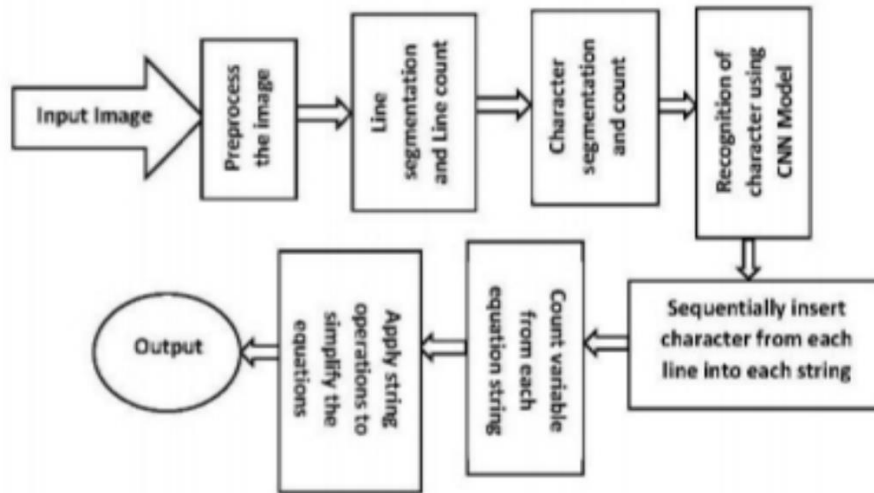 Input Image
Preprocess
the image
Line
segmentation
and Line count
Character
segmentation
and count
Recognition of
character using
CNN Model
Sequentially insert
character from each
line into each string
Count variable
from each
equation string
Apply string
operations to
simplify the
equations
Output